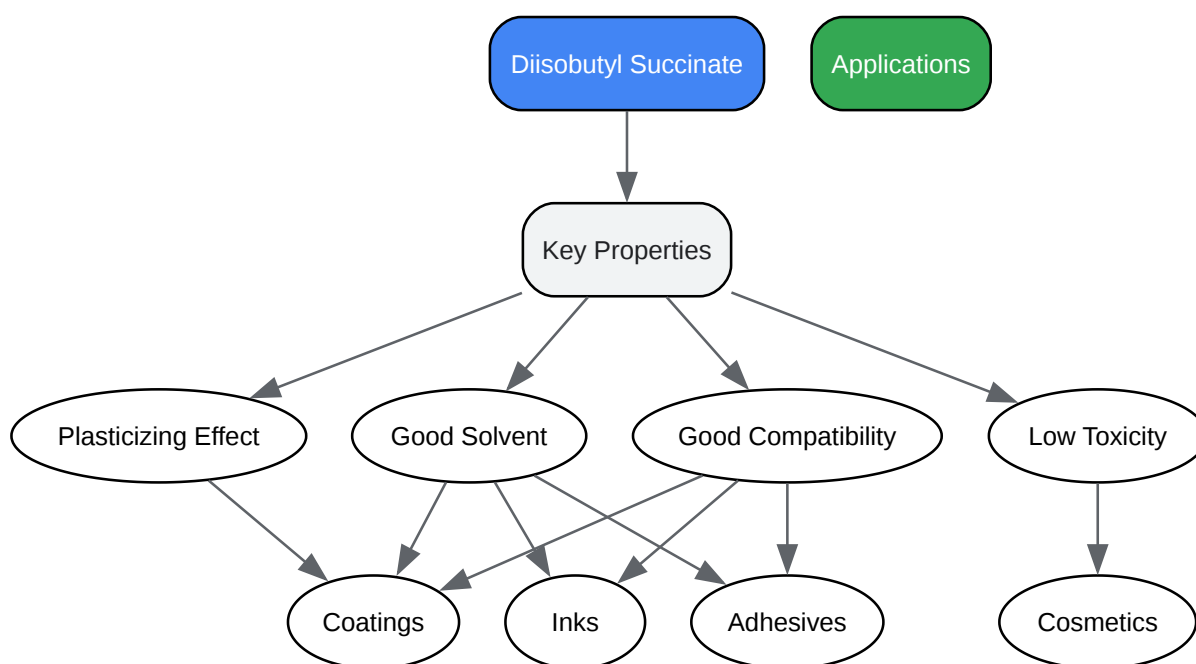 Diisobutyl Succinate
Applications
Key Properties
Plasticizing Effect
Good Solvent
Good Compatibility
Low Toxicity
Coatings
Inks
Adhesives
Cosmetics